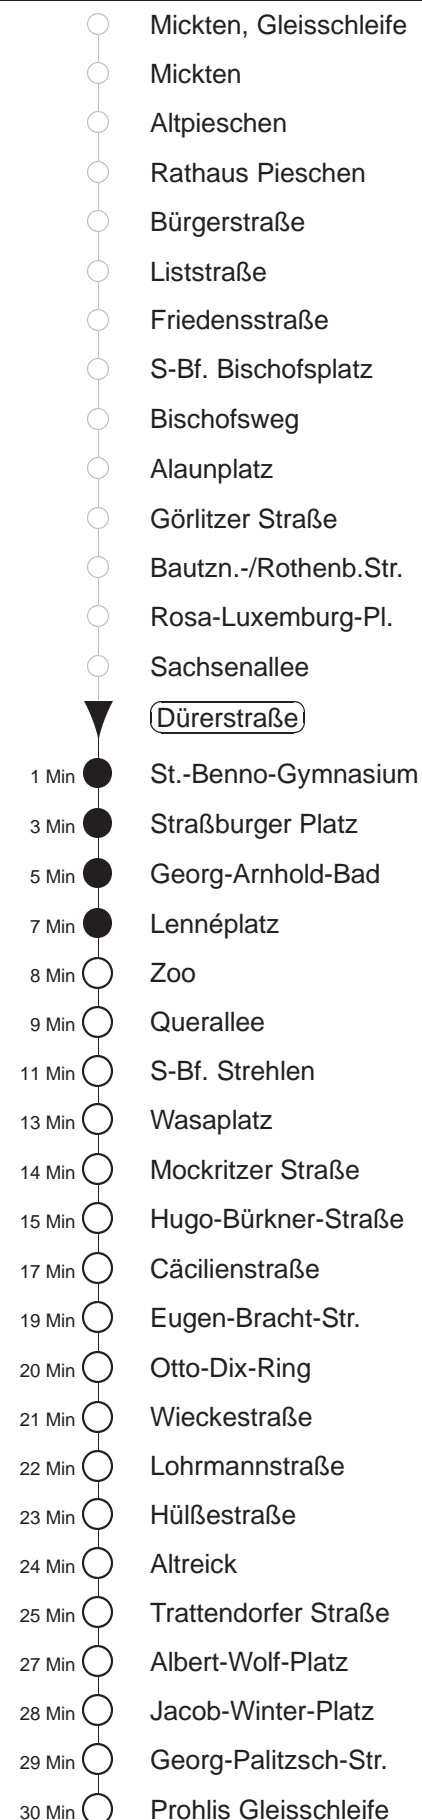 Mickten, Gleisschleife
Mickten
Altpieschen
Rathaus Pieschen
Bürgerstraße
Liststraße
Friedensstraße
S-Bf. Bischofsplatz
Bischofsweg
Alaunplatz
Görlitzer Straße
Bautzn.-/Rothenb.Str.
Rosa-Luxemburg-Pl.
Sachsenallee
Dürerstraße
1 Min St.-Benno-Gymnasium
3 Min Straßburger Platz
5 Min Georg-Arnhold-Bad
7 Min Lennéplatz
8 Min Zoo
9 Min Querallee
11 Min S-Bf. Strehlen
13 Min Wasaplatz
14 Min Mockritzer Straße
15 Min Hugo-Bürkner-Straße
17 Min Cäcilienstraße
19 Min Eugen-Bracht-Str.
20 Min Otto-Dix-Ring
21 Min Wieckestraße
22 Min Lohrmannstraße
23 Min Hülßestraße
24 Min Altreick
25 Min Trattendorfer Straße
27 Min Albert-Wolf-Platz
28 Min Jacob-Winter-Platz
29 Min Georg-Palitzsch-Str.
30 Min Prohlis Gleisschleife